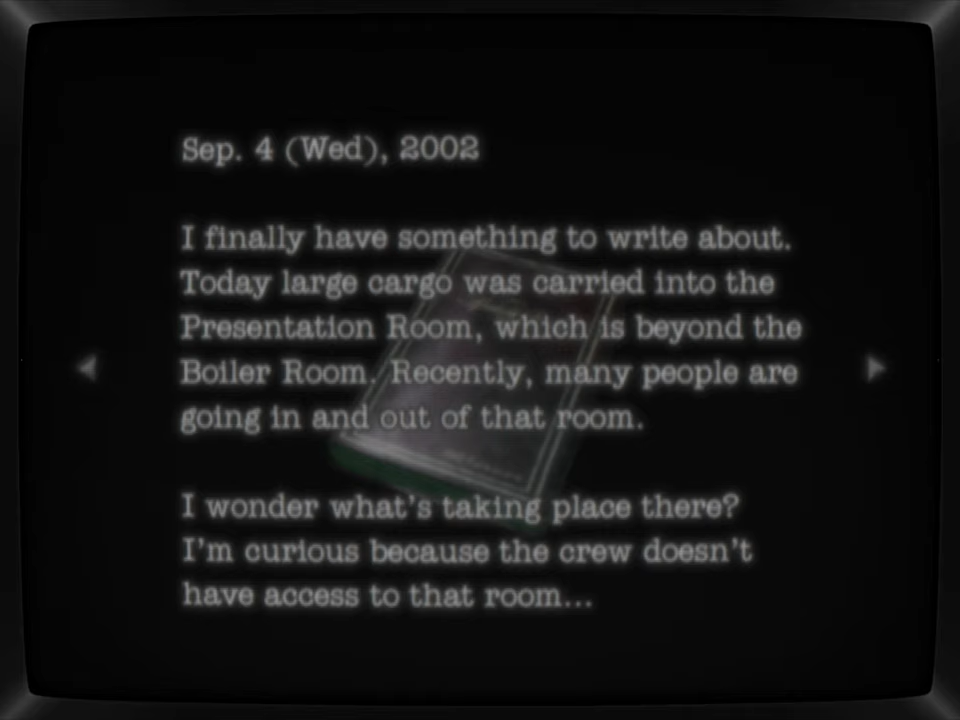 Sep. 4 (Wed), 2002
I finally have something to write about.
Today large cargo was carried into the
Presentation Room, which is beyond the
Boiler Room. Recently, many people are
going in and out of that room.
I wonder what's taking place there?
I'm curious because the crew doesn't
have access to that room...